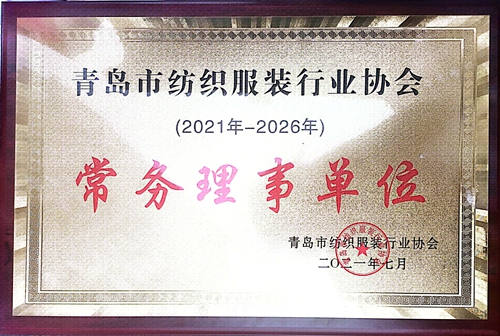 青岛市纺织服装行业协会
(2021年-2026年)
常务理事单位
青岛市纺织服装行业协会
二〇二一年七月